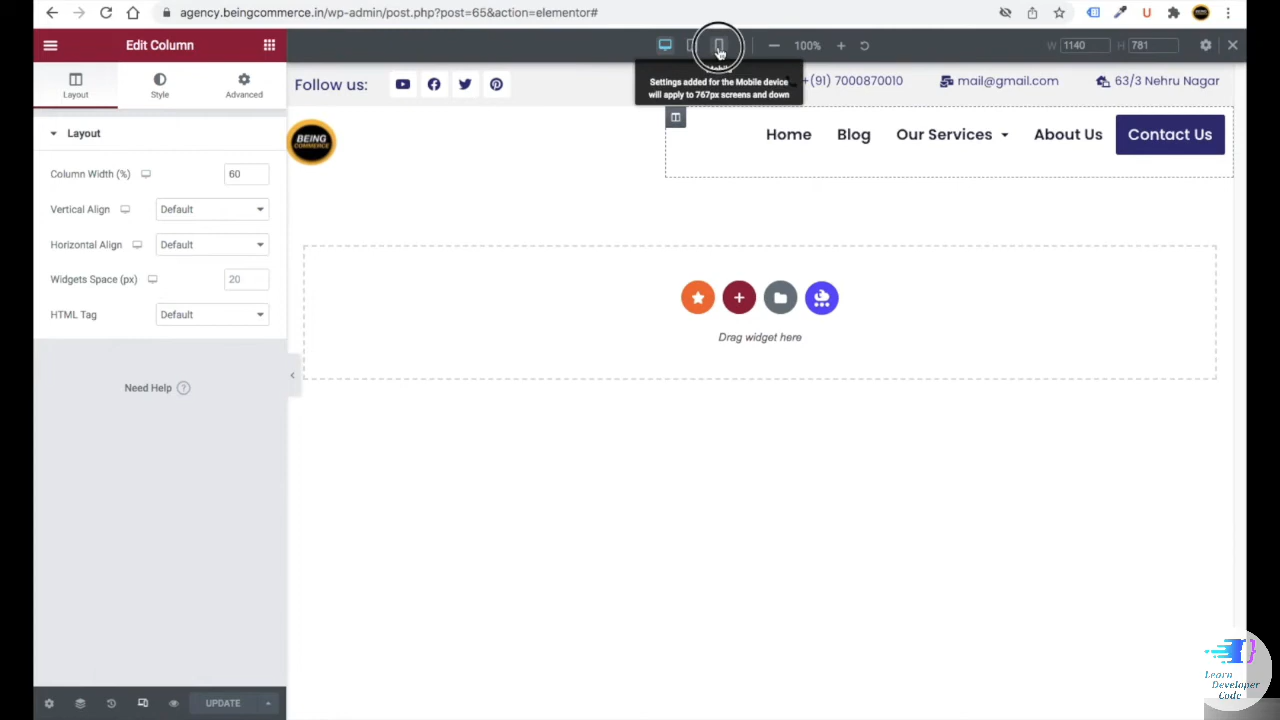 agency.beingcommerce.in/wp-admin/post.php?post=65&action=elementor#
Edit Column
100%
W 1140 H 781
Layout Style Advanced
Follow us:
Settings added for the Mobile device
will apply to 767px screens and down
+(91) 7000870010
mail@gmail.com
63/3 Nehru Nagar
BEING
COMMERCE
Home Blog Our Services About Us Contact Us
Layout
Column Width (%) 60
Vertical Align Default
Horizontal Align Default
Widgets Space (px) 20
HTML Tag Default
Need Help ?
Drag widget here
UPDATE
Learn
Developer
Code